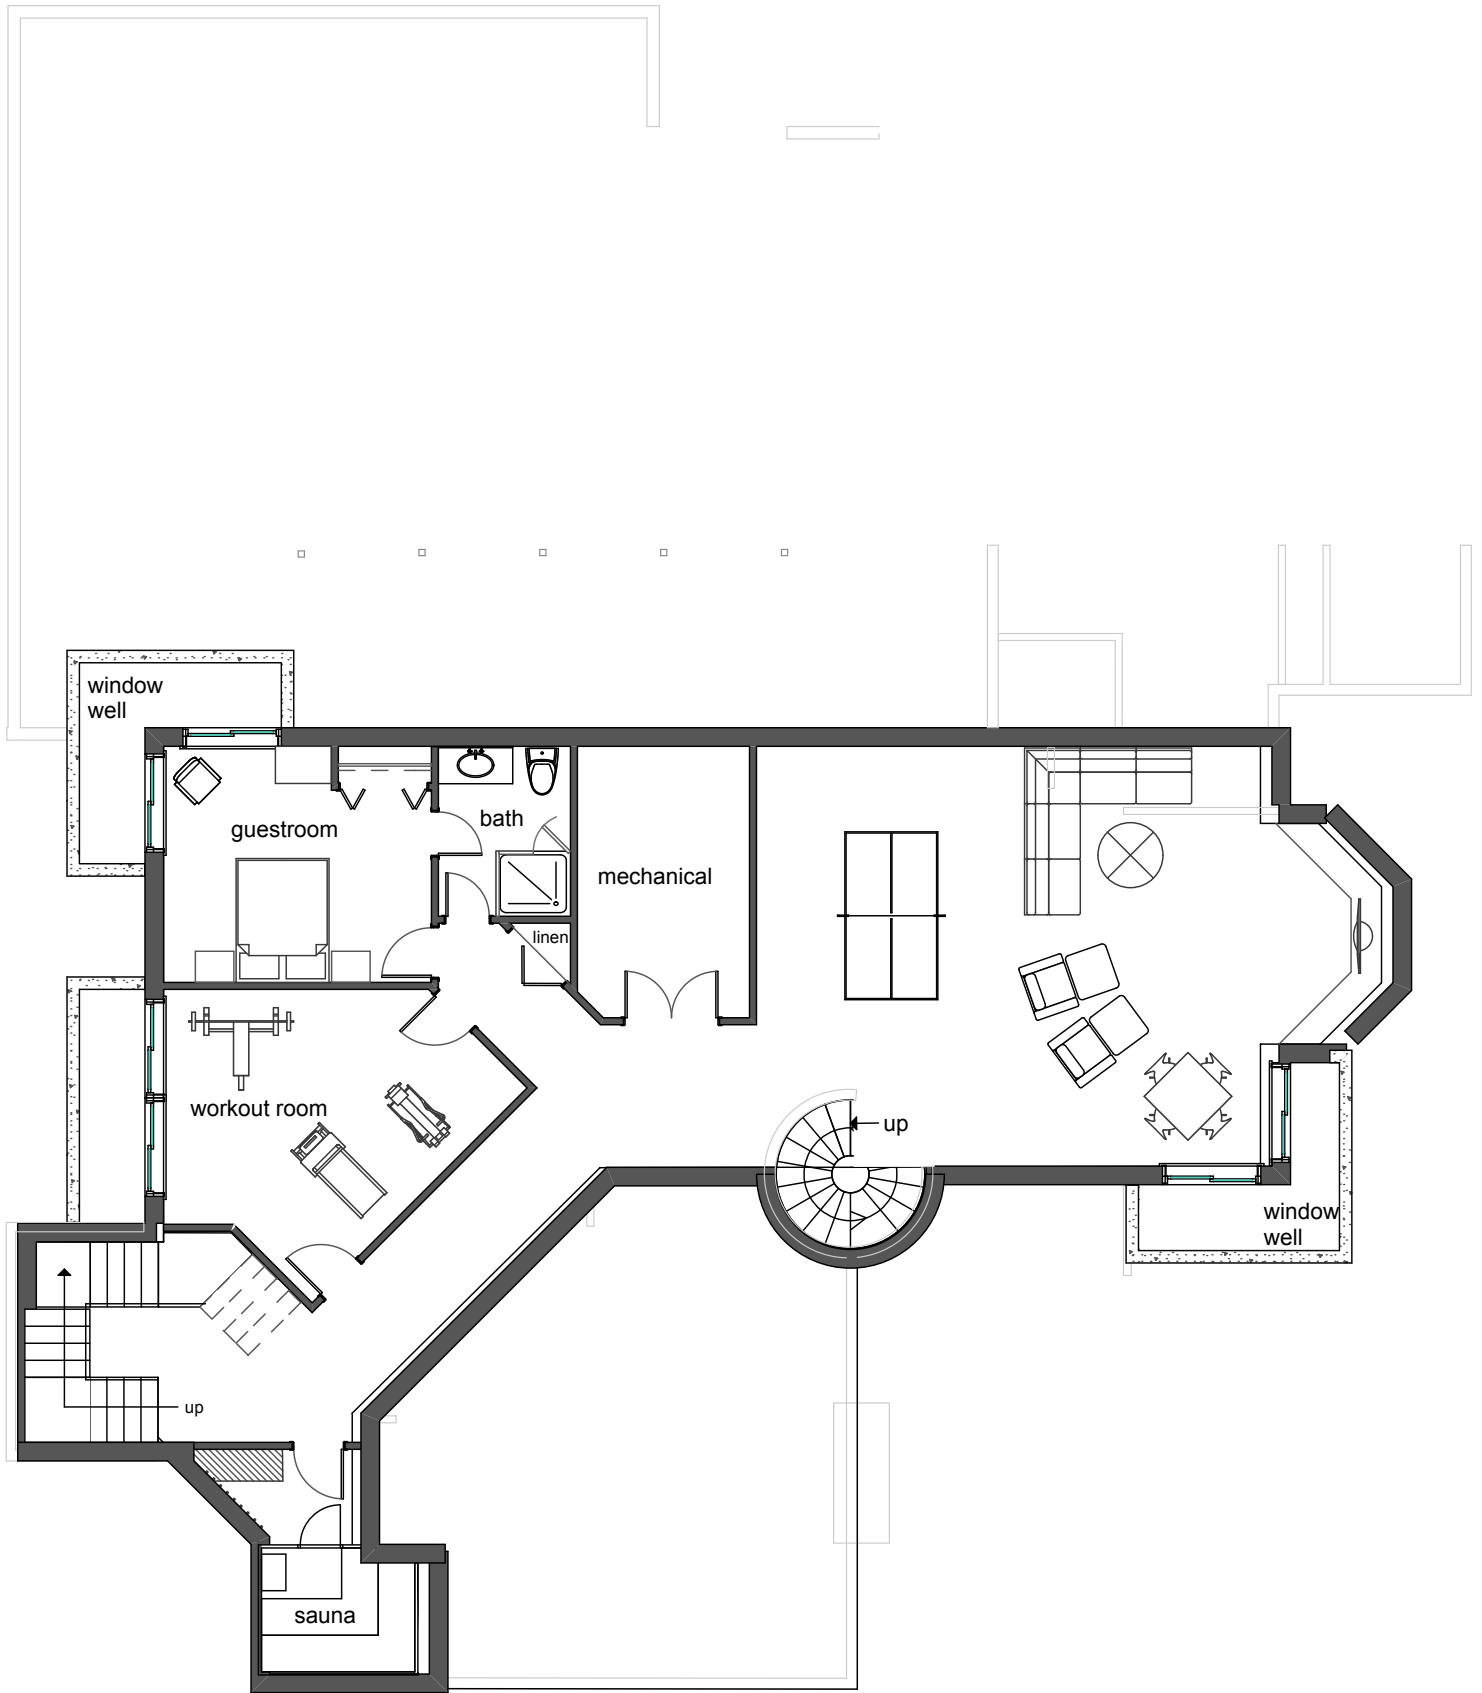 window
well
guestroom
bath
mechanical
linen
workout room
up
window
well
up
sauna